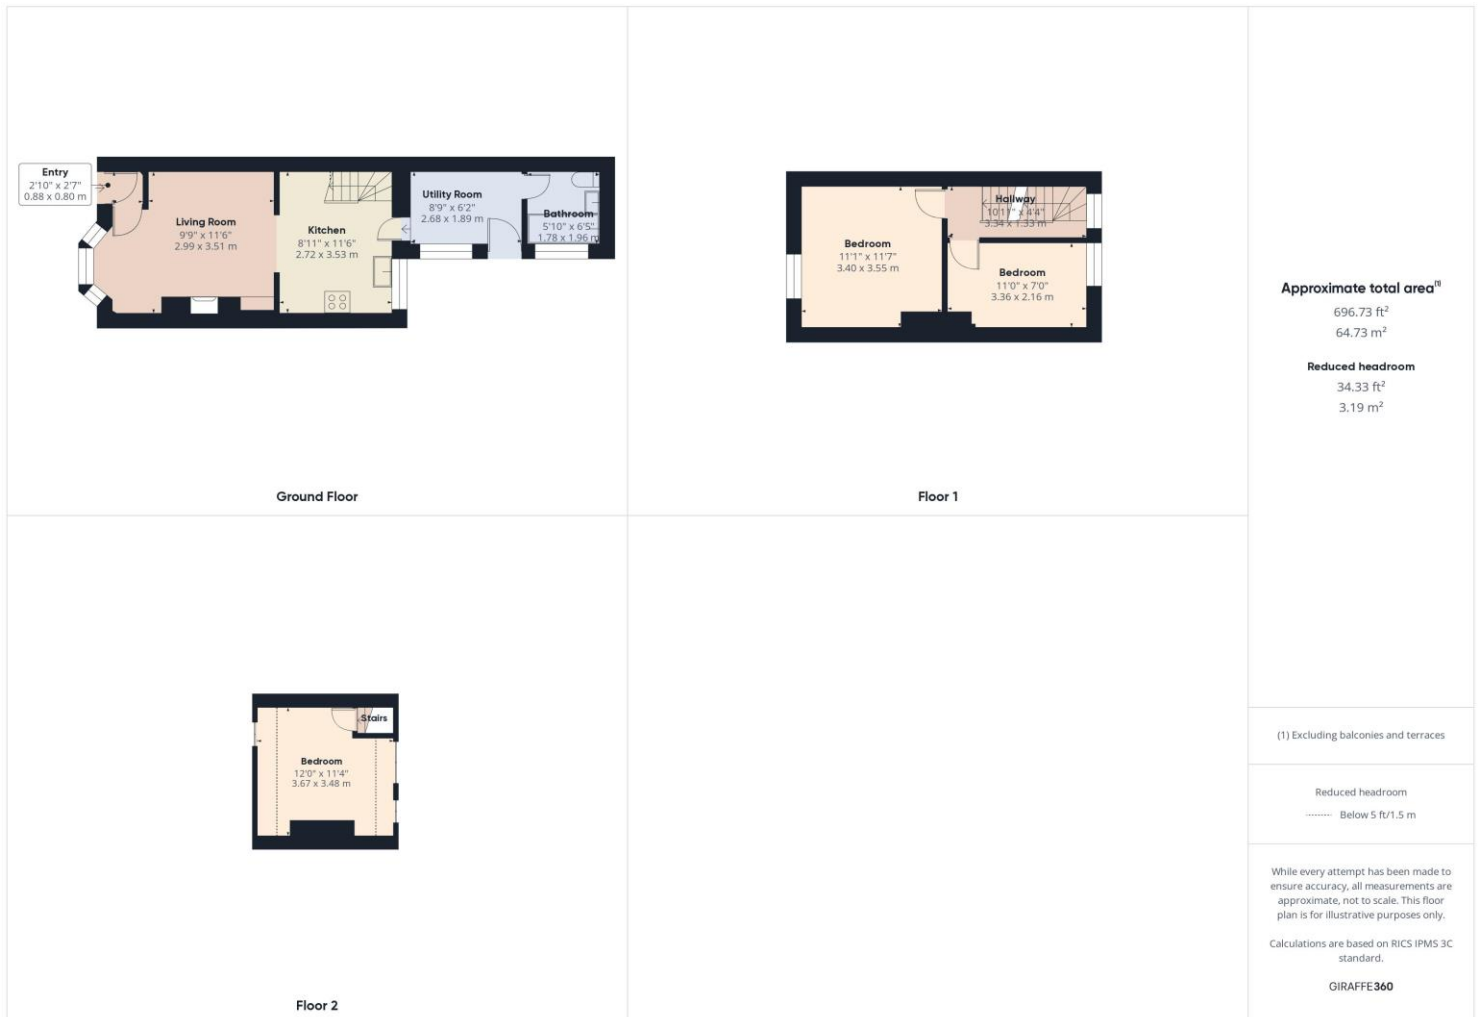 Entry
2'10" x 2'7"
0.88 x 0.80 m
Living Room
9'9" x 11'6"
2.99 x 3.51 m
Kitchen
8'11" x 11'6"
2.72 x 3.53 m
Utility Room
8'9" x 6'2"
2.68 x 1.89 m
Bathroom
5'10" x 6'5"
1.78 x 1.96 m
Ground Floor
Bedroom
11'1" x 11'7"
3.40 x 3.55 m
Hallway
10'11" x 4'4"
3.34 x 1.33 m
Bedroom
11'0" x 7'0"
3.36 x 2.16 m
Floor 1
Stairs
Bedroom
12'0" x 11'4"
3.67 x 3.48 m
Floor 2
Approximate total area(1)
696.73 ft²
64.73 m²
Reduced headroom
34.33 ft²
3.19 m²
(1) Excluding balconies and terraces
Reduced headroom
Below 5 ft/1.5 m
While every attempt has been made to
ensure accuracy, all measurements are
approximate, not to scale. This floor
plan is for illustrative purposes only.
Calculations are based on RICS IPMS 3C
standard.
GIRAFFE360